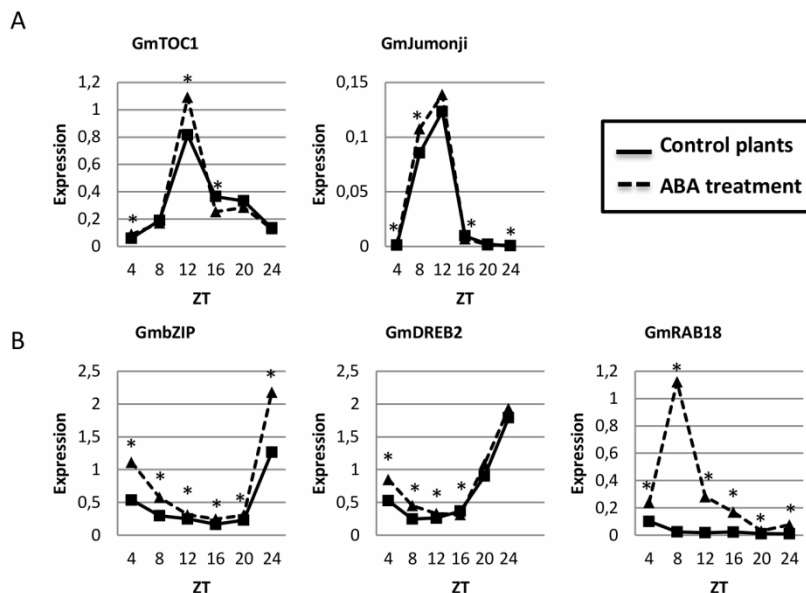 A
GmTOC1
1,2
1
0,8
0,6
0,4
0,2
0
Expression
* * *
4 8 12 16 20 24
ZT
GmJumonji
0,15
0,1
0,05
0
Expression
* * * *
4 8 12 16 20 24
ZT
Control plants
ABA treatment
B
GmbZIP
2,5
2
1,5
1
0,5
0
Expression
* * * * * *
4 8 12 16 20 24
ZT
GmDREB2
2,5
2
1,5
1
0,5
0
Expression
* * * *
4 8 12 16 20 24
ZT
GmRAB18
1,2
1
0,8
0,6
0,4
0,2
0
Expression
* * * * * *
4 8 12 16 20 24
ZT